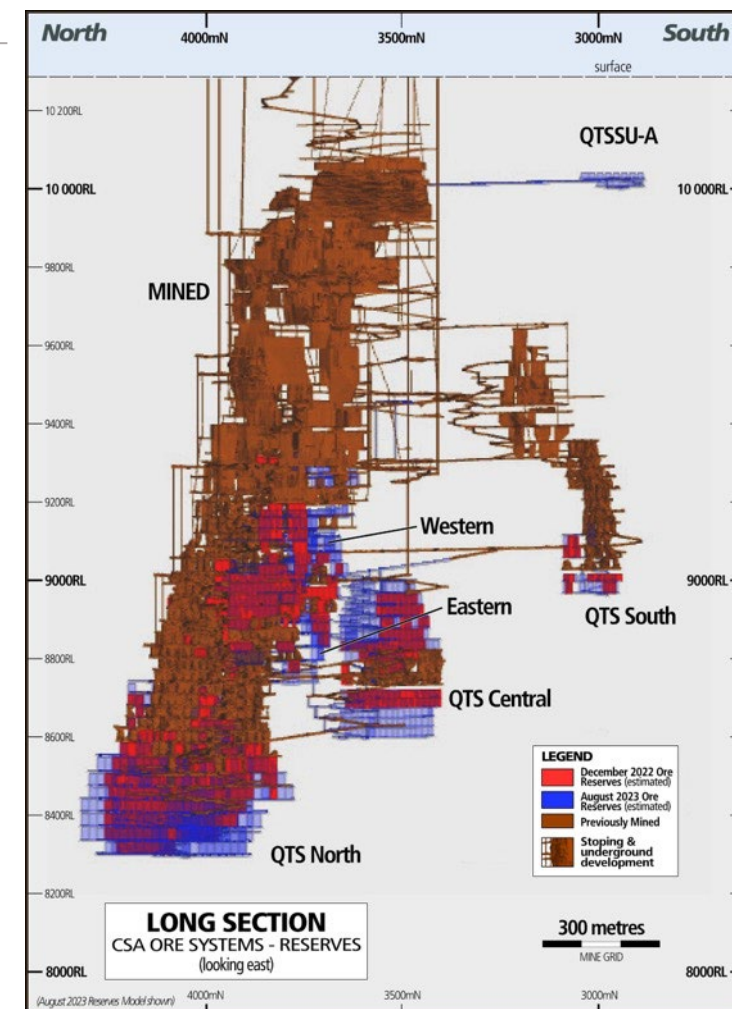 North
4000mN
3500mN
3000mN
South
surface
10 200RL
QTSSU-A
10 000RL
10 000RL
9800RL
MINED
9600RL
9400RL
9200RL
Western
9000RL
9000RL
Eastern
QTS South
8800RL
QTS Central
8600RL
LEGEND
December 2022 Ore
Reserves (estimated)
August 2023 Ore
Reserves (estimated)
Previously Mined
Stoping &
underground
development
8400RL
QTS North
8200RL
LONG SECTION
CSA ORE SYSTEMS - RESERVES
(looking east)
300 metres
MINE GRID
8000RL
8000RL
(August 2023 Reserves Model shown)
4000mN
3500mN
3000mN